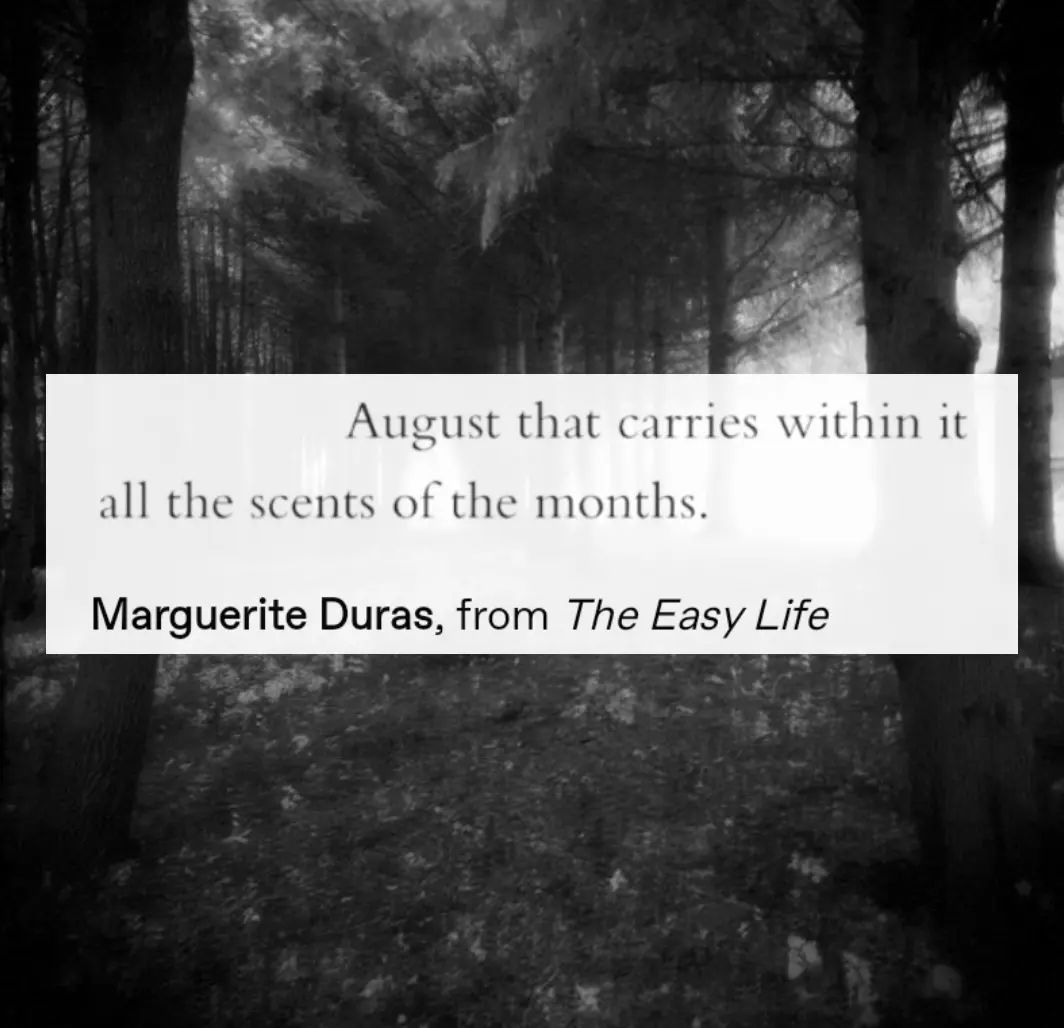 August that carries within it
all the scents of the months.
Marguerite Duras, from The Easy Life